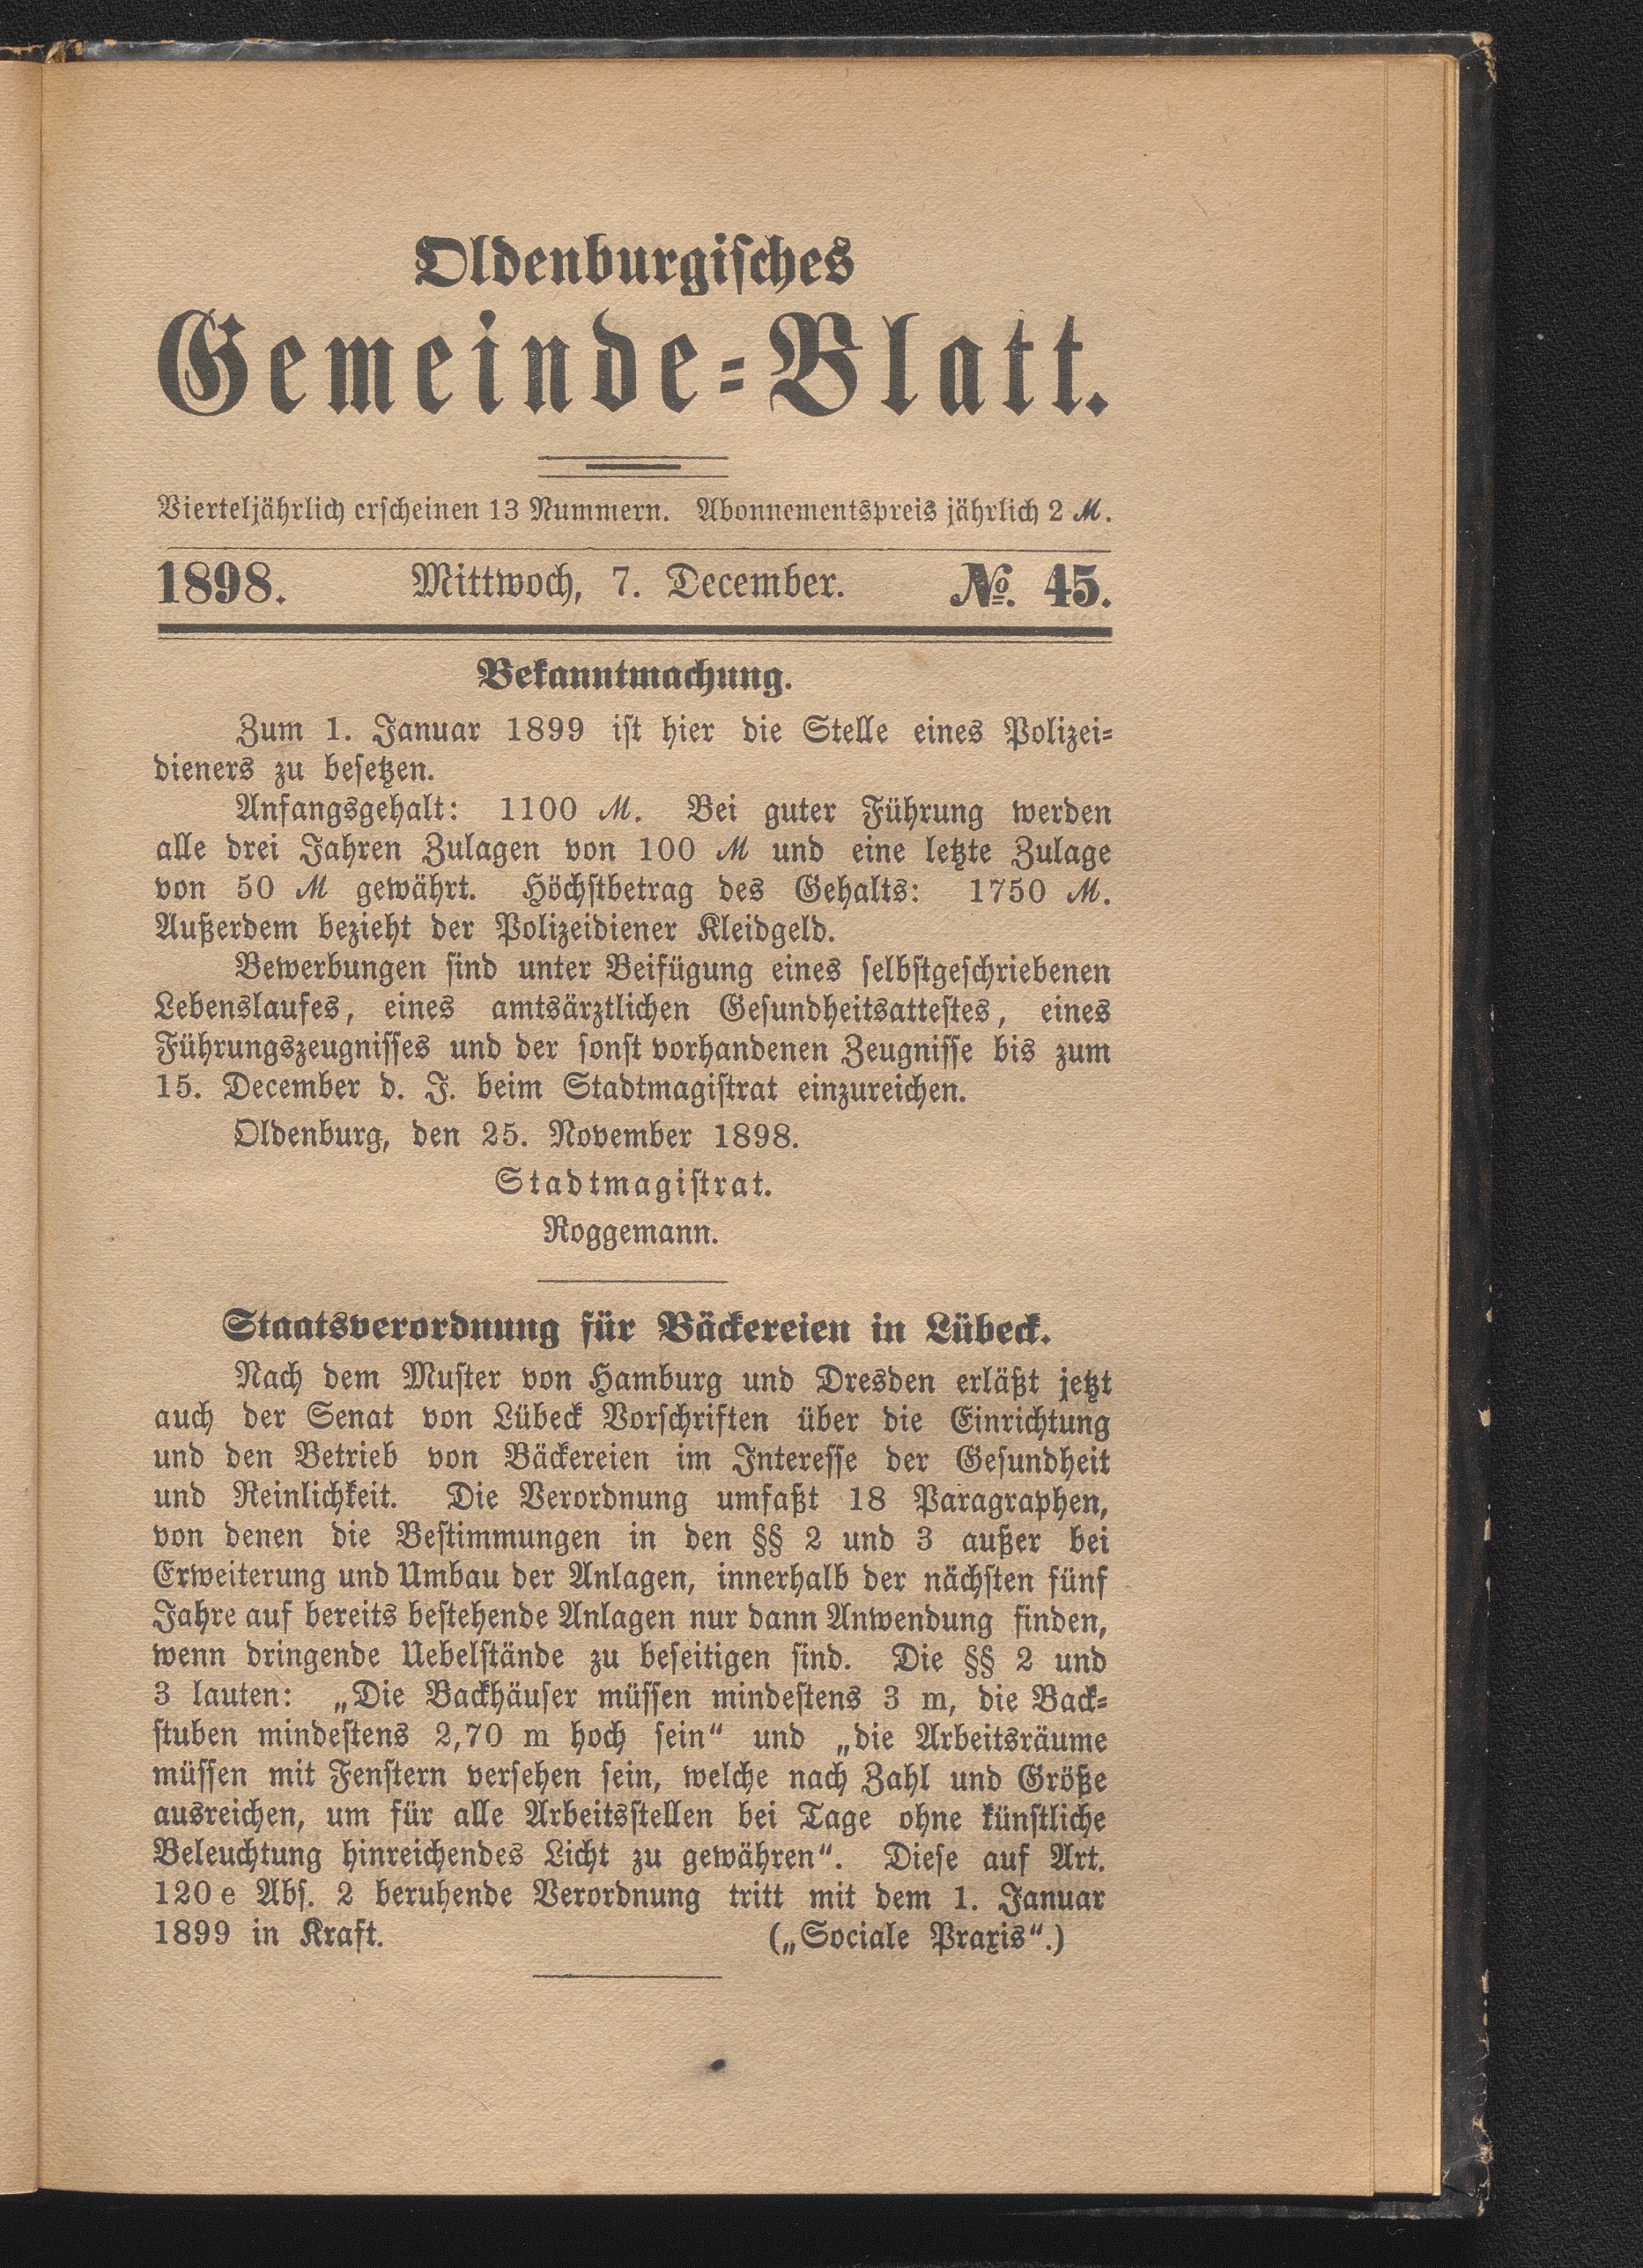 Oldenburgisches
Gemeinde-Blatt.
Vierteljährlich erscheinen 13 Nummern. Abonnementspreis jährlich 2 M.
1898. Mittwoch, 7. December. No. 45.
Bekanntmachung.
Zum 1. Januar 1899 ist hier die Stelle eines Polizei-
dieners zu besetzen.
Anfangsgehalt: 1100 M. Bei guter Führung werden
alle drei Jahren Zulagen von 100 M und eine letzte Zulage
von 50 M gewährt. Höchstbetrag des Gehalts: 1750 M.
Außerdem bezieht der Polizeidiener Kleidgeld.
Bewerbungen sind unter Beifügung eines selbstgeschriebenen
Lebenslaufes, eines amtsärztlichen Gesundheitsattestes, eines
Führungszeugnisses und der sonst vorhandenen Zeugnisse bis zum
15. December d. J. beim Stadtmagistrat einzureichen.
Oldenburg, den 25. November 1898.
Stadtmagistrat.
Roggemann.
Staatsverordnung für Bäckereien in Lübeck.
Nach dem Muster von Hamburg und Dresden erläßt jetzt
auch der Senat von Lübeck Vorschriften über die Einrichtung
und den Betrieb von Bäckereien im Interesse der Gesundheit
und Reinlichkeit. Die Verordnung umfaßt 18 Paragraphen,
von denen die Bestimmungen in den §§ 2 und 3 außer bei
Erweiterung und Umbau der Anlagen, innerhalb der nächsten fünf
Jahre auf bereits bestehende Anlagen nur dann Anwendung finden,
wenn dringende Uebelstände zu beseitigen sind. Die §§ 2 und
3 lauten: „Die Backhäuser müssen mindestens 3 m, die Back-
stuben mindestens 2,70 m hoch sein“ und „die Arbeitsräume
müssen mit Fenstern versehen sein, welche nach Zahl und Größe
ausreichen, um für alle Arbeitsstellen bei Tage ohne künstliche
Beleuchtung hinreichendes Licht zu gewähren“. Diese auf Art.
120 e Abs. 2 beruhende Verordnung tritt mit dem 1. Januar
1899 in Kraft. („Sociale Praxis“.)